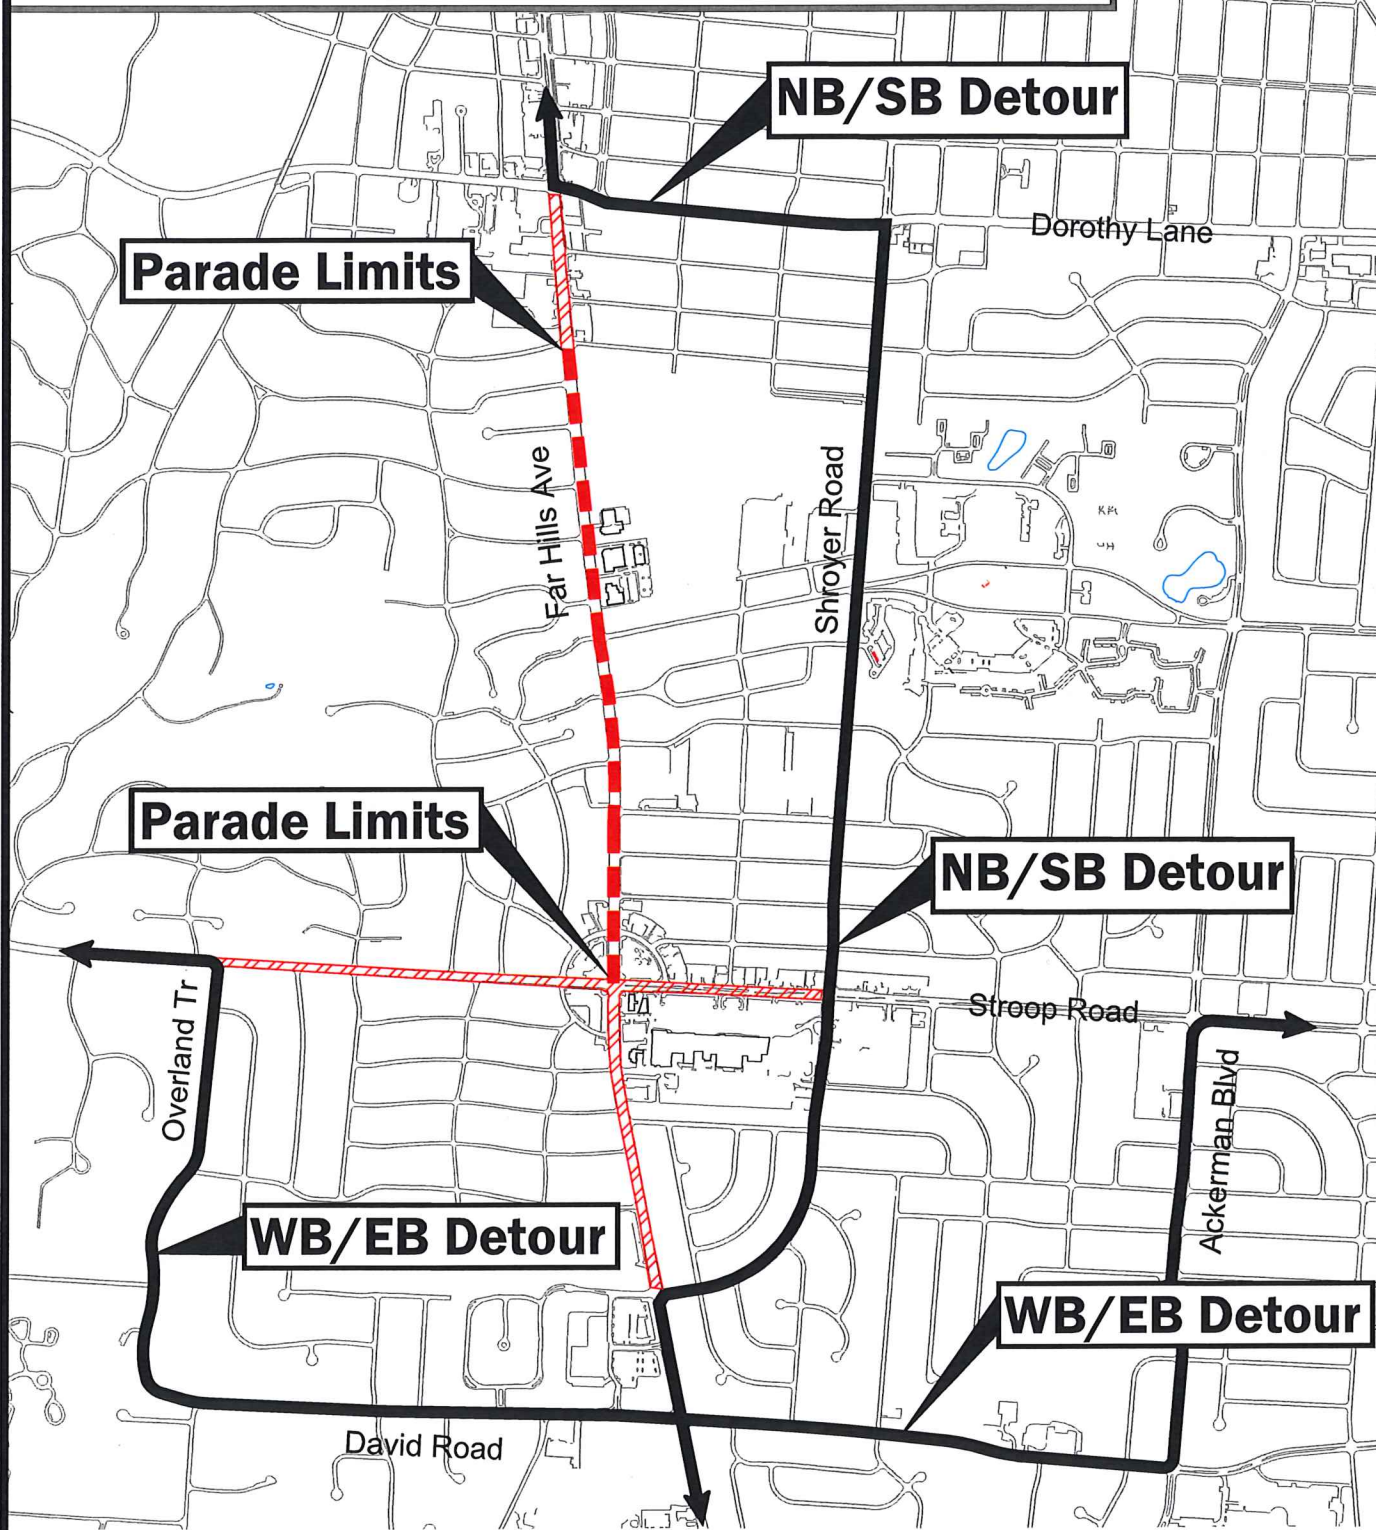 NB/SB Detour
Dorothy Lane
Parade Limits
Far Hills Ave
Shroyer Road
Parade Limits
NB/SB Detour
Stroop Road
Overland Tr
Ackerman Blvd
WB/EB Detour
WB/EB Detour
David Road